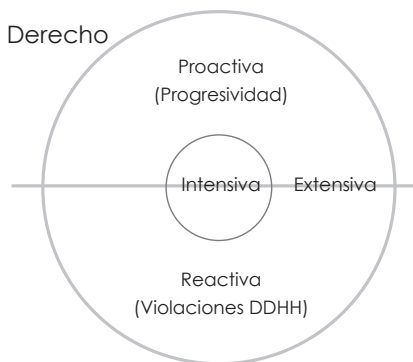 Derecho
Proactiva
(Progresividad)
Intensiva
Extensiva
Reactiva
(Violaciones DDHH)